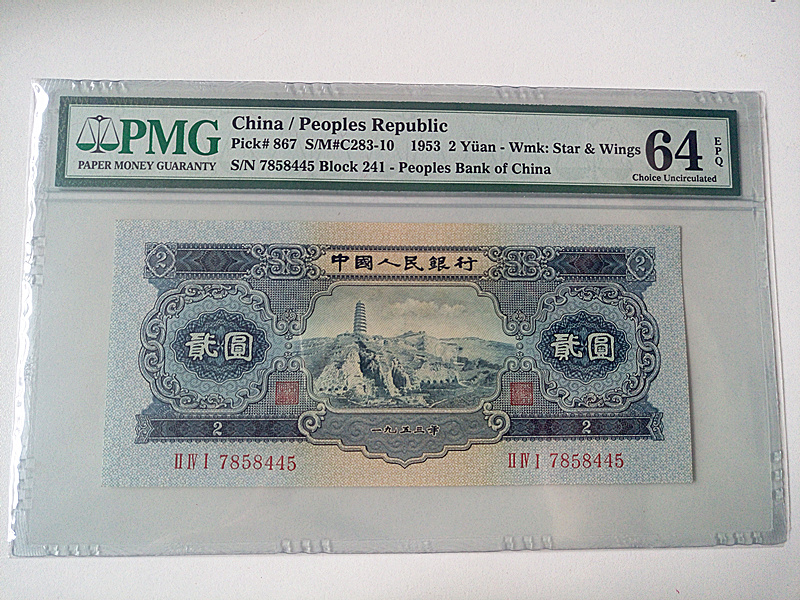 PMG
PAPER MONEY GUARANTY
China / Peoples Republic
Pick# 867 S/M#C283-10 1953 2 Yüan - Wmk: Star & Wings
S/N 7858445 Block 241 - Peoples Bank of China
64
EPQ
Choice Uncirculated
2
中國人民銀行
2
貳圓
貳圓
一九五三年
2
2
II IV I 7858445
II IV I 7858445